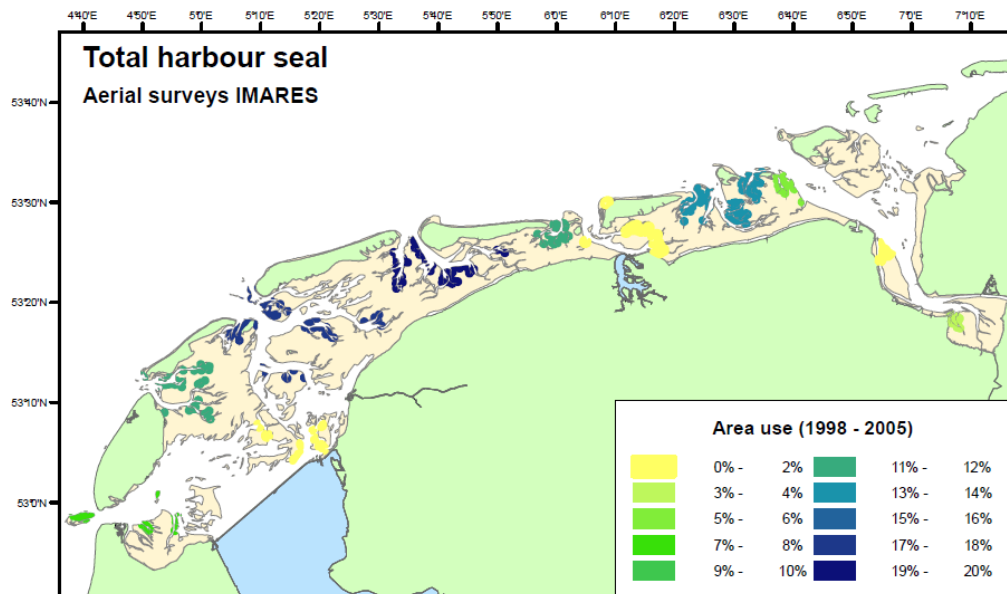 4°40'E 4°50'E 5°0'E 5°10'E 5°20'E 5°30'E 5°40'E 5°50'E 6°0'E 6°10'E 6°20'E 6°30'E 6°40'E 6°50'E 7°0'E 7°10'E
Total harbour seal
Aerial surveys IMARES
53°40'N
53°30'N
53°20'N
53°10'N
53°0'N
Area use (1998 - 2005)
0% - 2% 11% - 12%
3% - 4% 13% - 14%
5% - 6% 15% - 16%
7% - 8% 17% - 18%
9% - 10% 19% - 20%